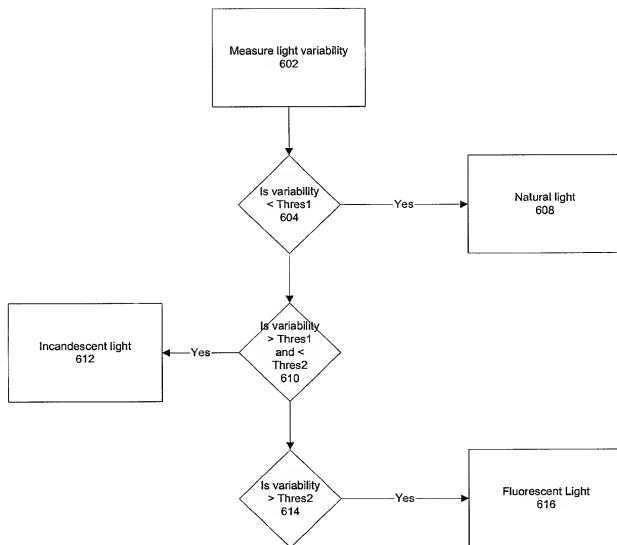 Measure light variability
602
Is variability
< Thres1
604
Yes
Natural light
608
Is variability
> Thres1
and <
Thres2
610
Yes
Incandescent light
612
Is variability
> Thres2
614
Yes
Fluorescent Light
616